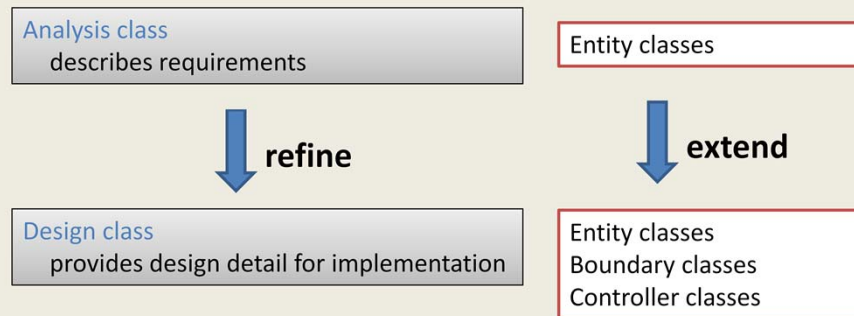 Analysis class
describes requirements
Entity classes
refine
extend
Design class
provides design detail for implementation
Entity classes
Boundary classes
Controller classes